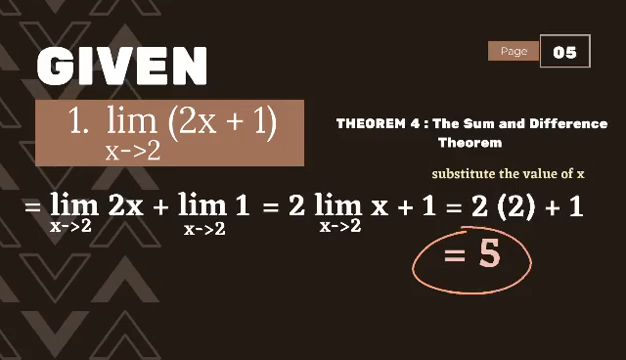 GIVEN
Page 05
1. lim (2x + 1)
x->2
THEOREM 4 : The Sum and Difference
Theorem
substitute the value of x
= lim 2x + lim 1 = 2 lim x + 1 = 2 (2) + 1
x->2 x->2 x->2
= 5